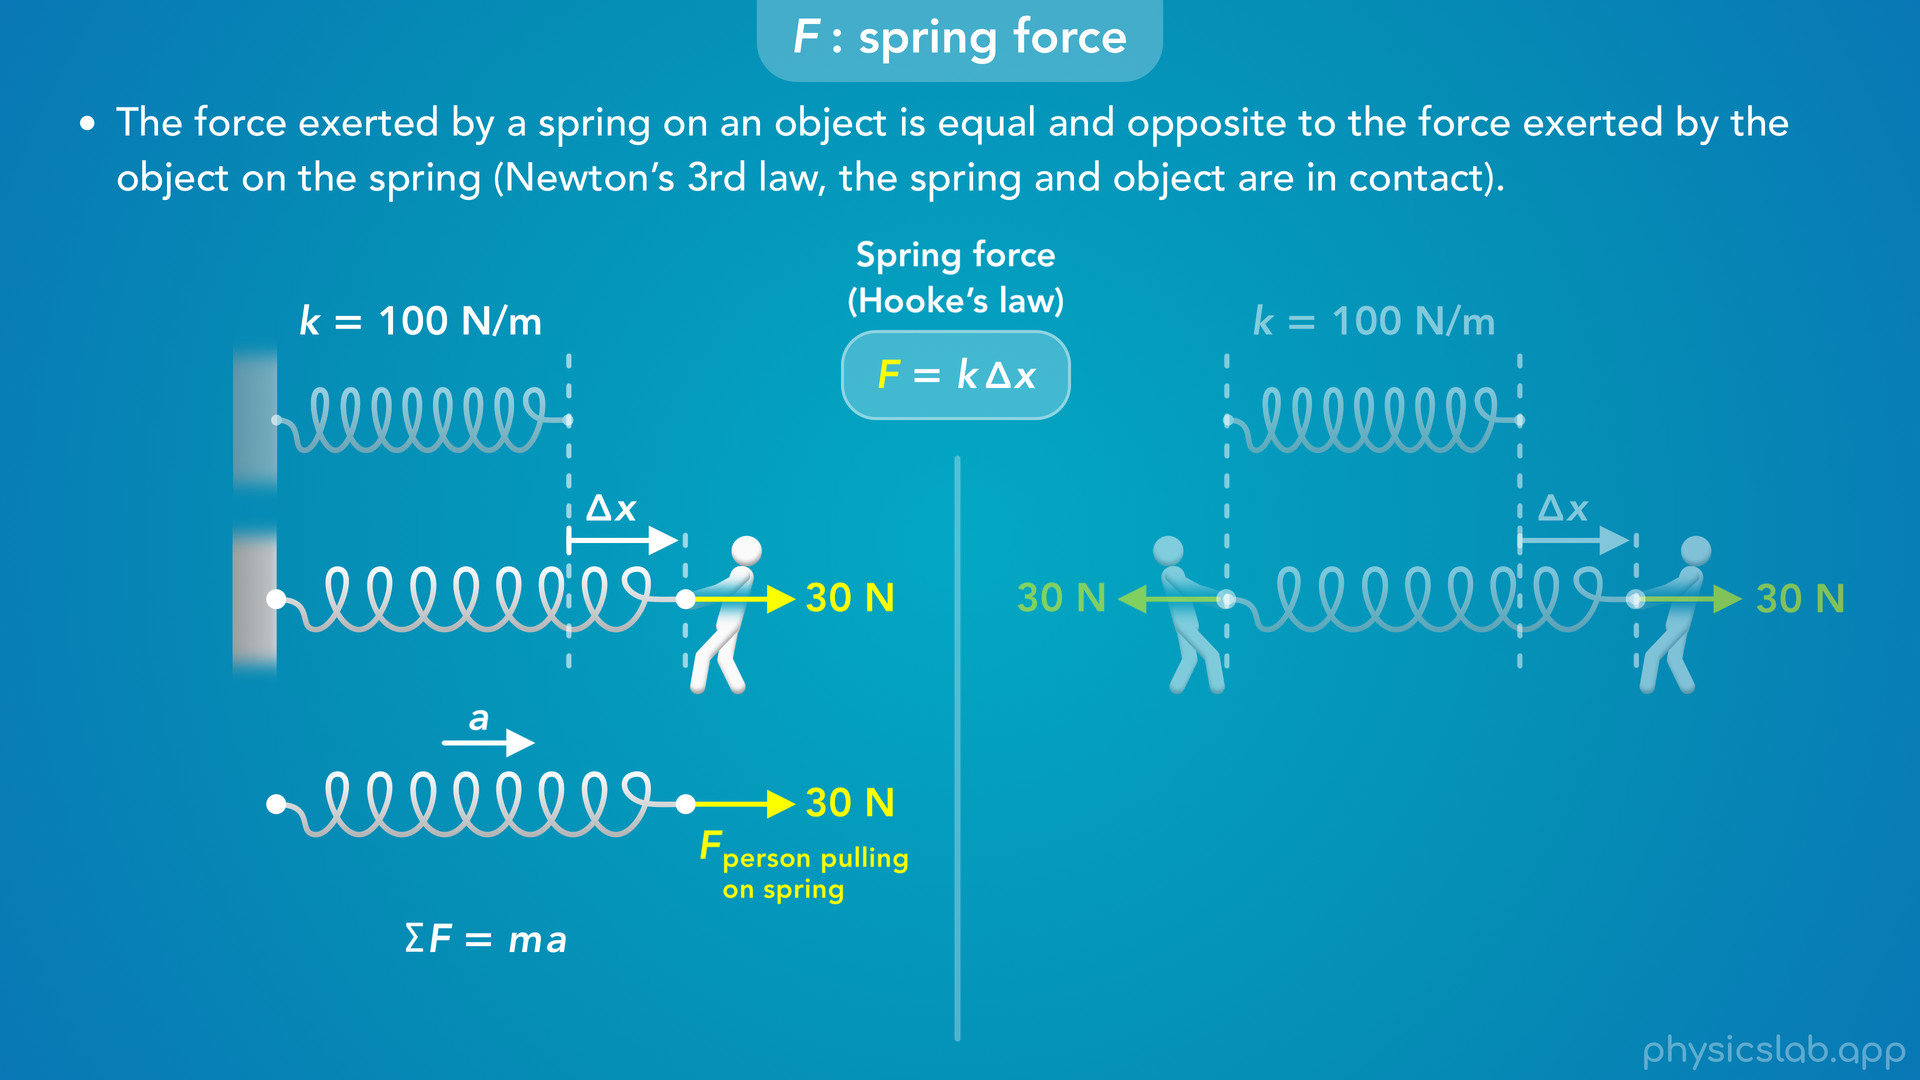 F : spring force
• The force exerted by a spring on an object is equal and opposite to the force exerted by the
object on the spring (Newton’s 3rd law, the spring and object are in contact).
Spring force
(Hooke’s law)
F = k Δx
k = 100 N/m
Δx
30 N
a
30 N
F person pulling
on spring
ΣF = ma
k = 100 N/m
Δx
30 N
30 N
physicslab.app